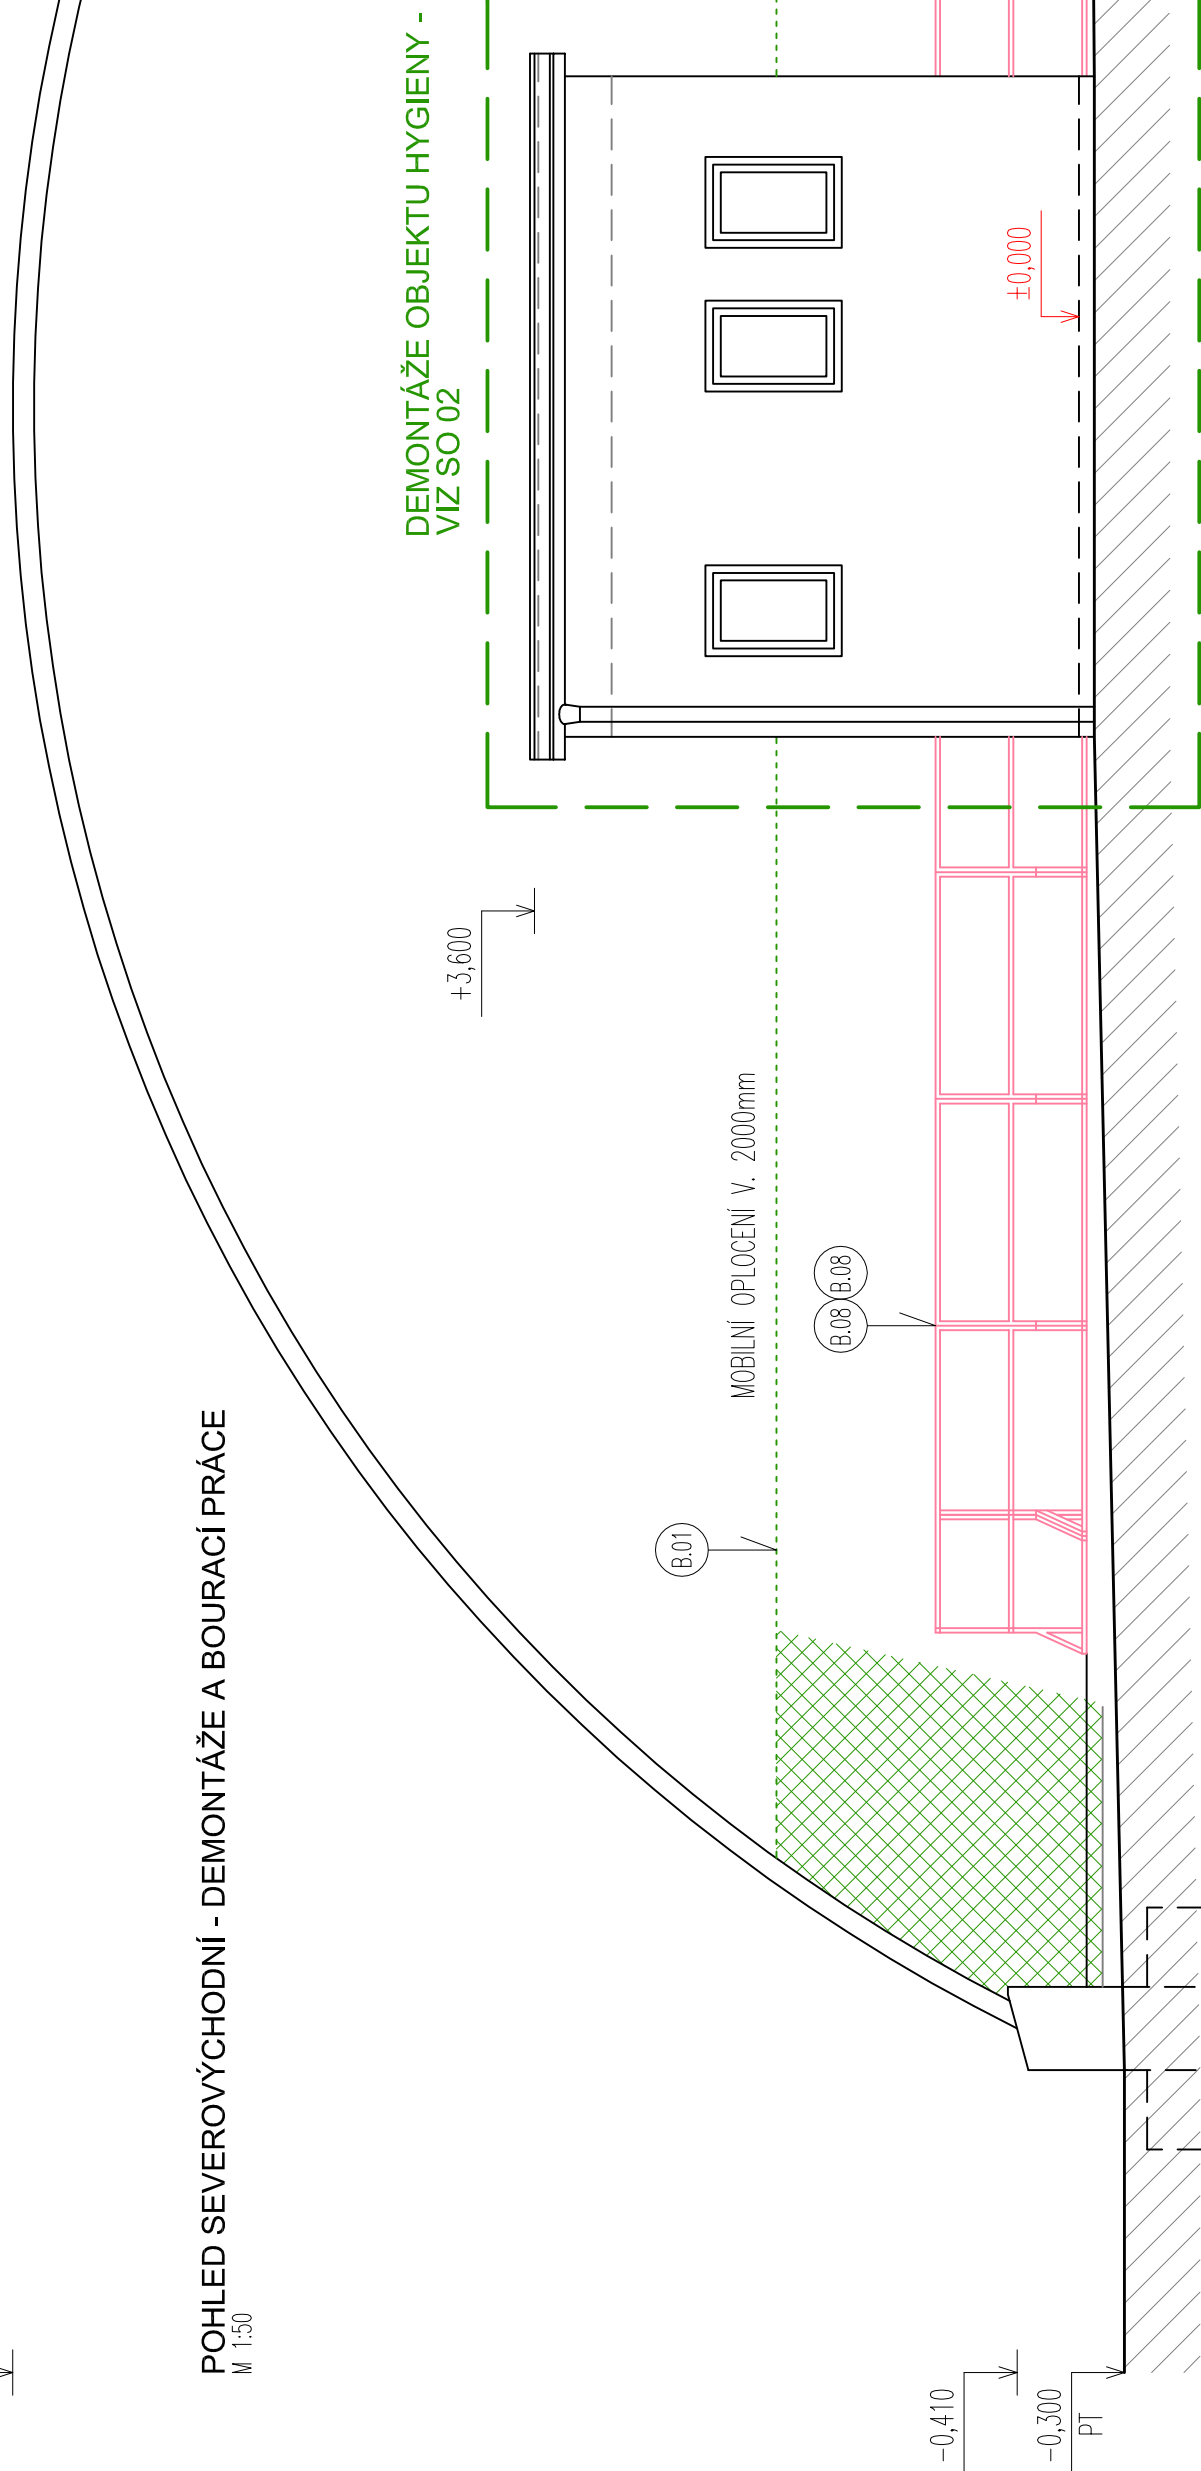 POHLED SEVEROVÝCHODNÍ - DEMONTÁŽE A BOURACÍ PRÁCE
M 1:50
DEMONTÁŽE OBJEKTU HYGIENY -
VIZ SO 02
+3,600
MOBILNÍ OPLOCENÍ V. 2000mm
B.01
B.08 B.08
±0,000
-0,410
-0,300
PT